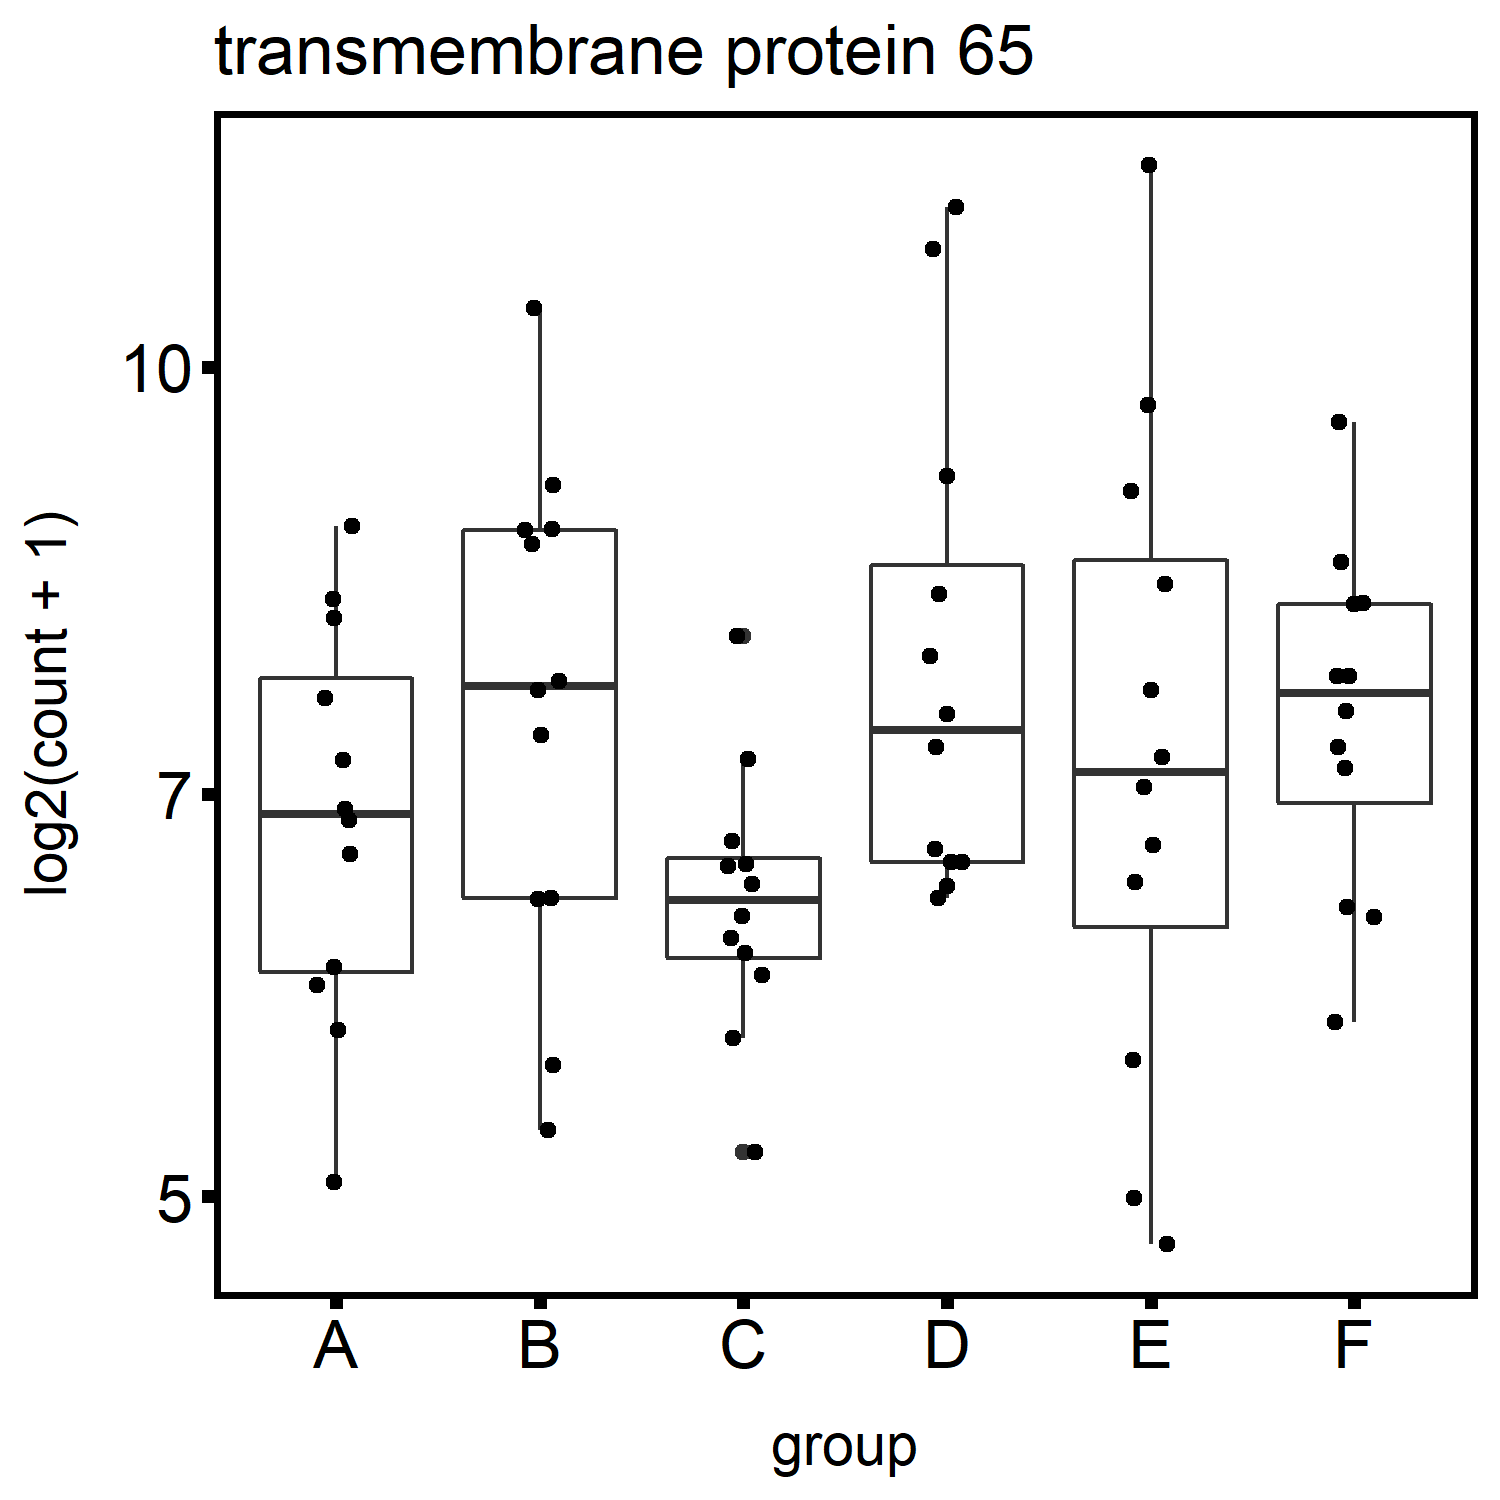 transmembrane protein 65
log2(count + 1)
10
7
5
A B C D E F
group